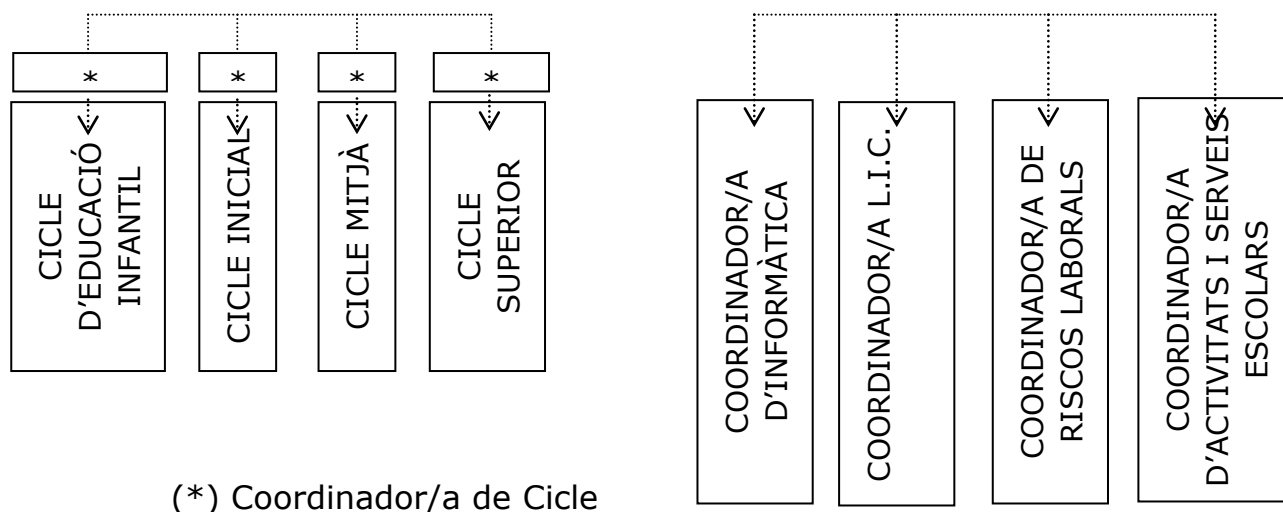 *
*
*
*
CICLE
D'EDUCACIÓ
INFANTIL
CICLE INICIAL
CICLE MITJÀ
CICLE
SUPERIOR
COORDINADOR/A
D'INFORMÀTICA
COORDINADOR/A L.I.C.
COORDINADOR/A DE
RISCOS LABORALS
COORDINADOR/A
D'ACTIVITATS I SERVEIS
ESCOLARS
(*) Coordinador/a de Cicle